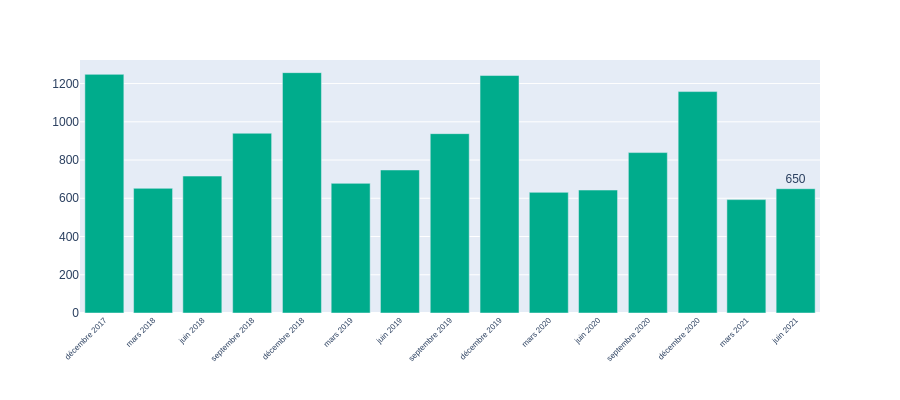 1200
1000
800
600
400
200
0
650
décembre 2017
mars 2018
juin 2018
septembre 2018
décembre 2018
mars 2019
juin 2019
septembre 2019
décembre 2019
mars 2020
juin 2020
septembre 2020
décembre 2020
mars 2021
juin 2021